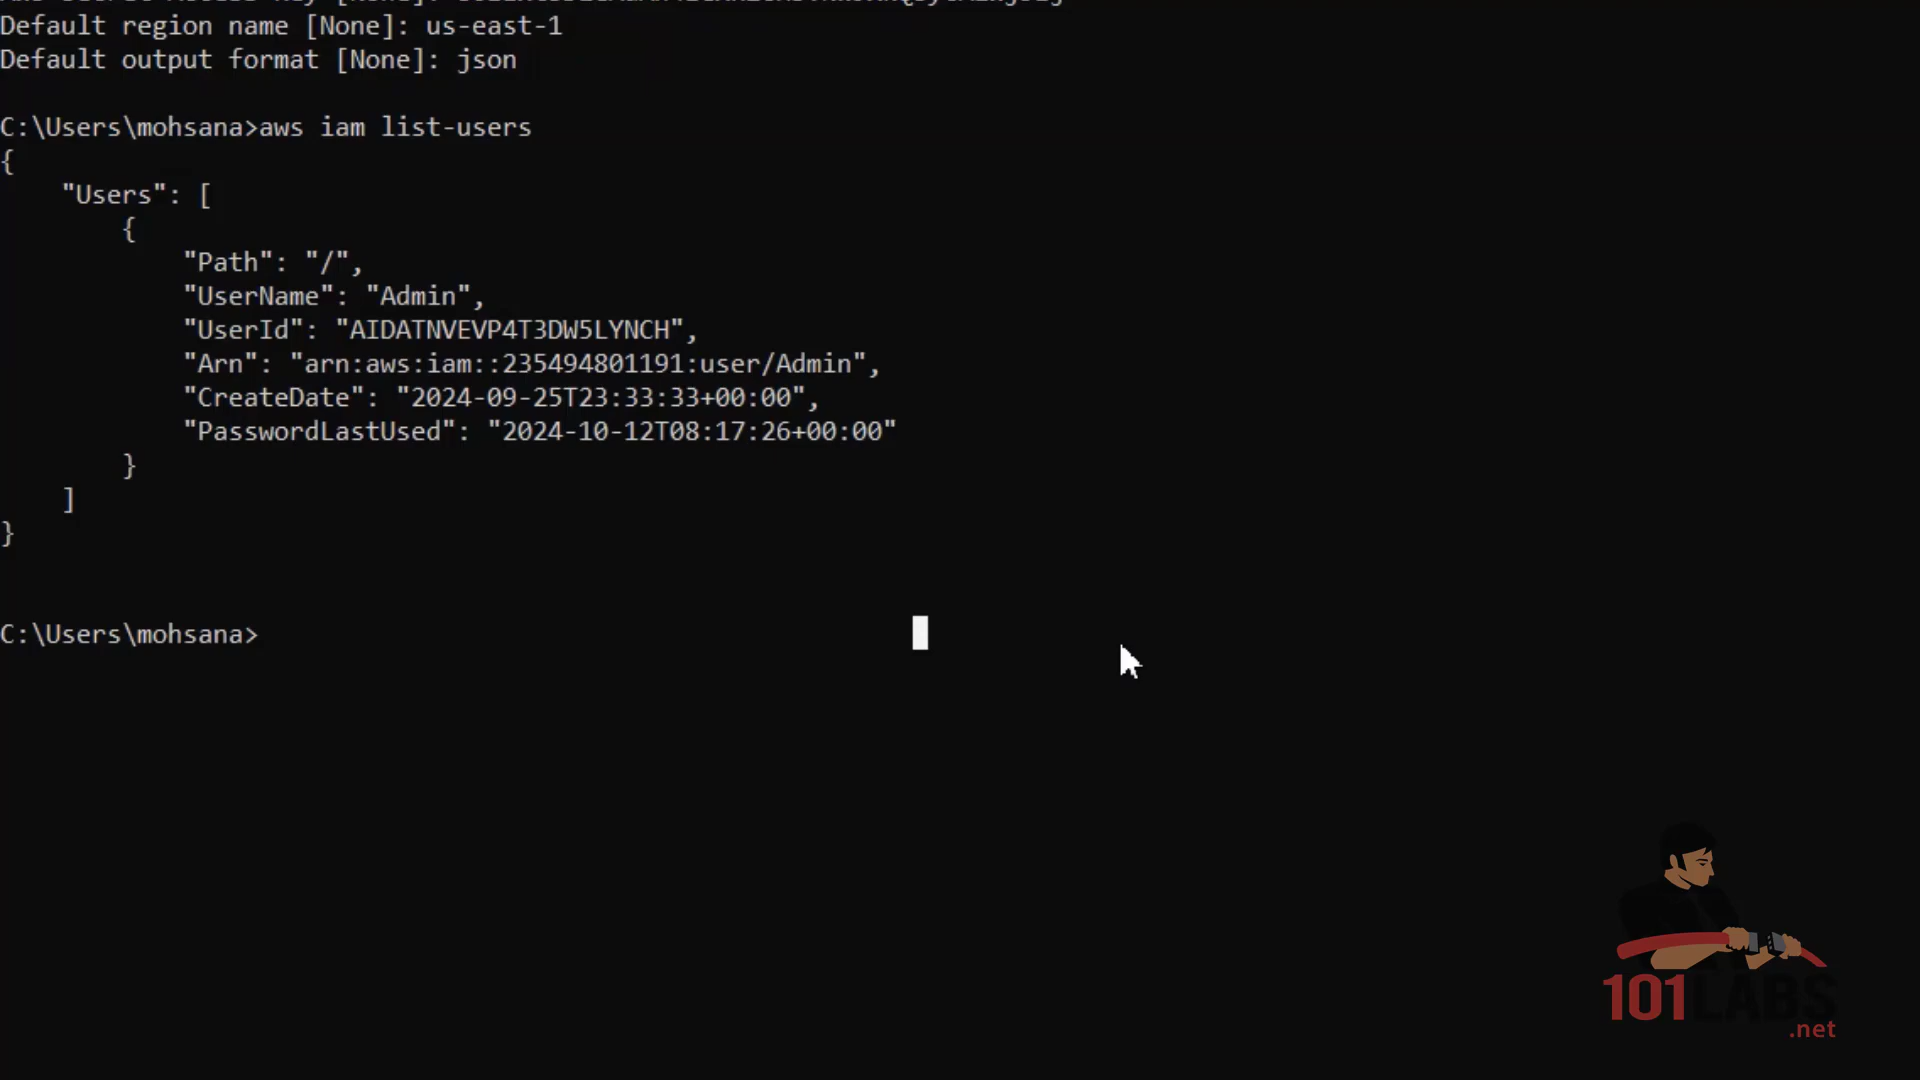 Default region name [None]: us-east-1
Default output format [None]: json
C:\Users\mohsana>aws iam list-users
{
"Users": [
{
"Path": "/",
"UserName": "Admin",
"UserId": "AIDATNVEVP4T3DW5LYNCH",
"Arn": "arn:aws:iam::235494801191:user/Admin",
"CreateDate": "2024-09-25T23:33:33+00:00",
"PasswordLastUsed": "2024-10-12T08:17:26+00:00"
}
]
}
C:\Users\mohsana>
101LABS
.net